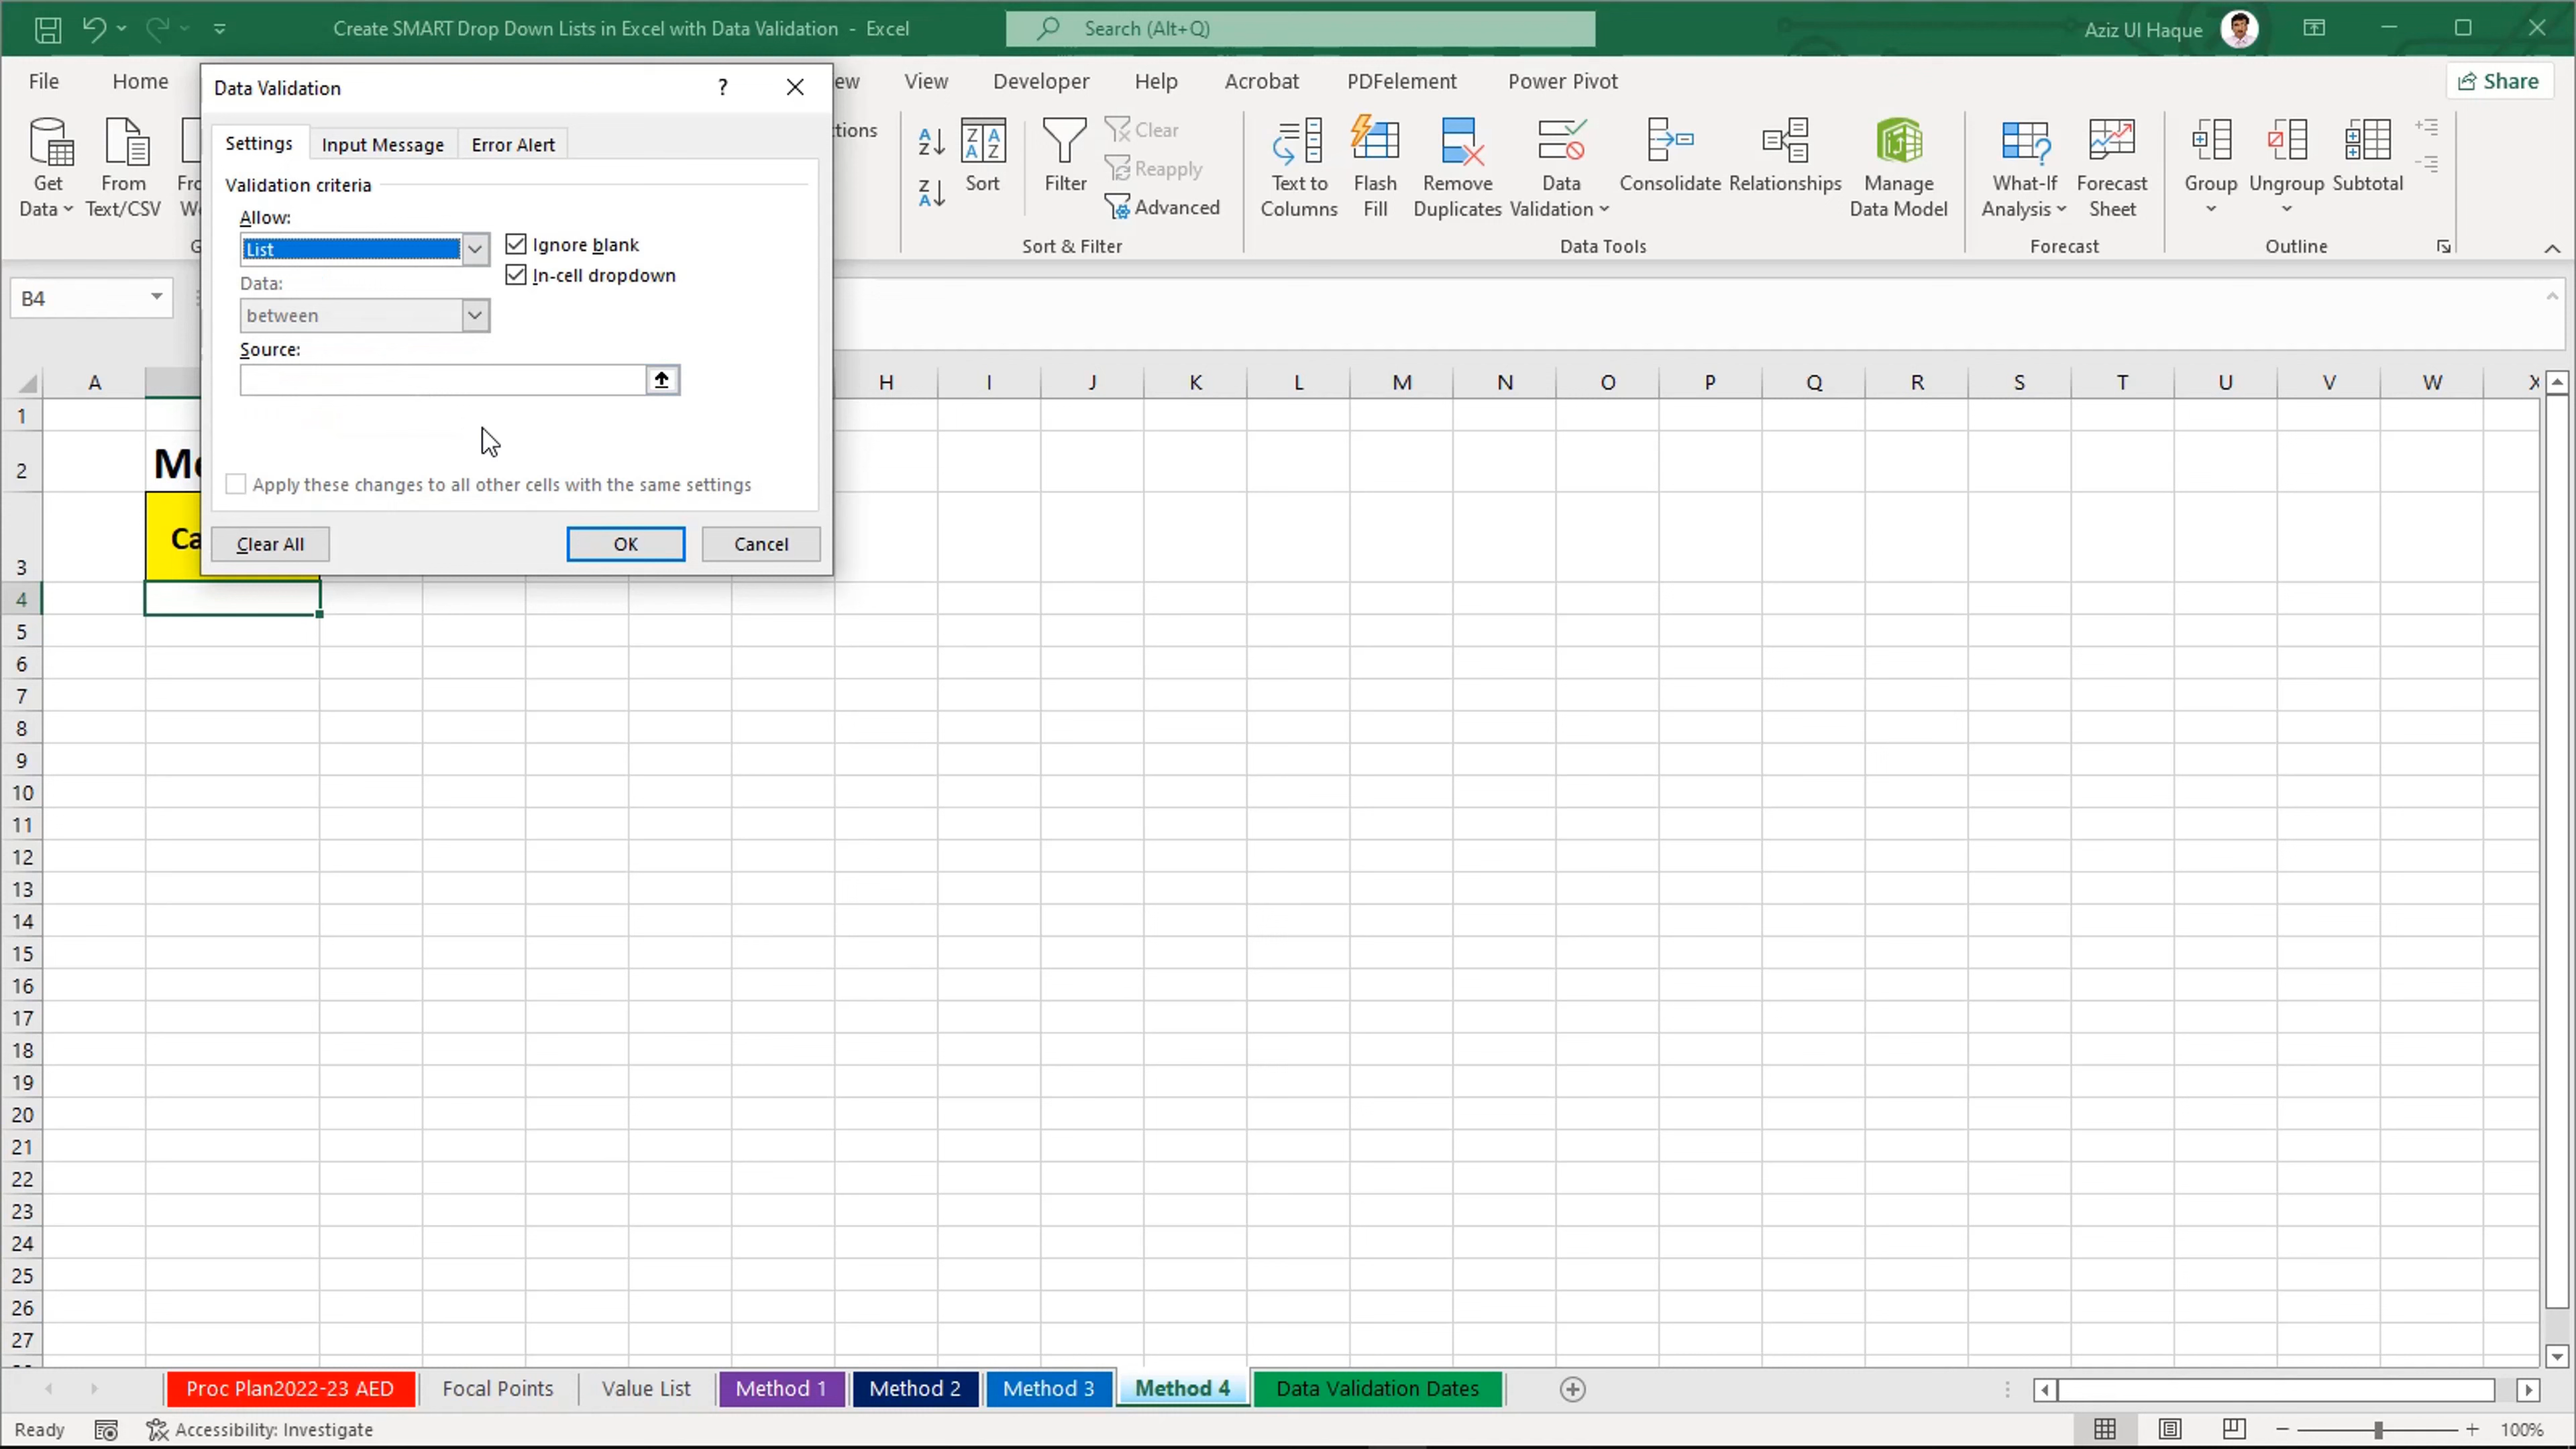 Create SMART Drop Down Lists in Excel with Data Validation - Excel
Search (Alt+Q)
Aziz Ul Haque
File Home ew View Developer Help Acrobat PDFelement Power Pivot Share
Data Validation ?
Settings Input Message Error Alert
Validation criteria
Allow:
List
Ignore blank
In-cell dropdown
Data:
between
Source:
Apply these changes to all other cells with the same settings
Clear All OK Cancel
Get Data
From Text/CSV
tions
Sort
Filter
Clear
Reapply
Advanced
Sort & Filter
Text to Columns
Flash Fill
Remove Duplicates
Data Validation
Consolidate
Relationships
Manage Data Model
Data Tools
What-If Analysis
Forecast Sheet
Forecast
Group
Ungroup
Subtotal
Outline
B4
A H I J K L M N O P Q R S T U V W X
1
2
3
4
5
6
7
8
9
10
11
12
13
14
15
16
17
18
19
20
21
22
23
24
25
26
27
Proc Plan2022-23 AED Focal Points Value List Method 1 Method 2 Method 3 Method 4 Data Validation Dates
Ready Accessibility: Investigate 100%